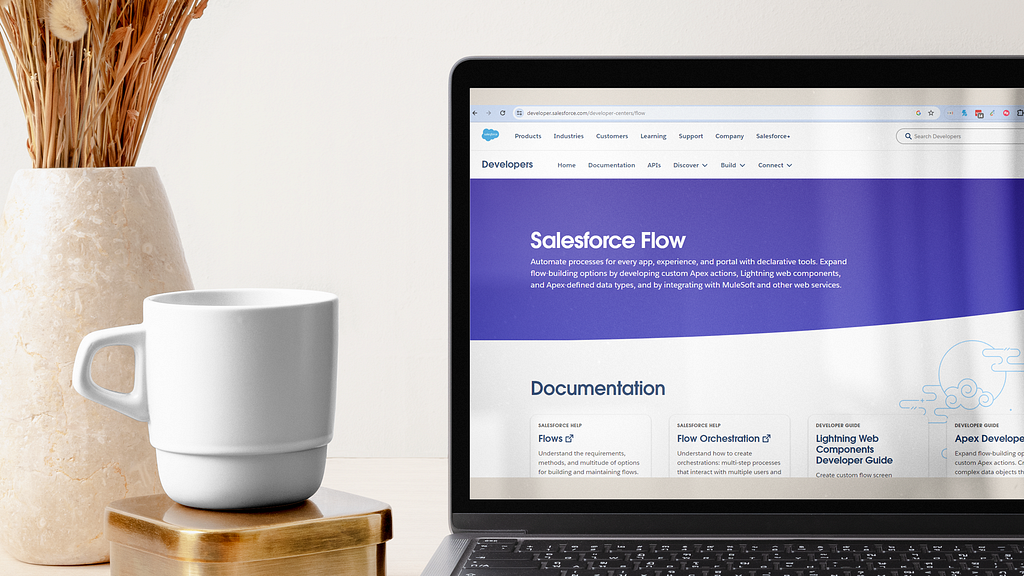 developer.salesforce.com/developer-centers/flow
salesforce Products Industries Customers Learning Support Company Salesforce+ Search Developers
Developers Home Documentation APIs Discover Build Connect
Salesforce Flow
Automate processes for every app, experience, and portal with declarative tools. Expand
flow-building options by developing custom Apex actions, Lightning web components,
and Apex-defined data types, and by integrating with MuleSoft and other web services.
Documentation
SALESFORCE HELP
Flows
Understand the requirements,
methods, and multitude of options
for building and maintaining flows.
SALESFORCE HELP
Flow Orchestration
Understand how to create
orchestrations: multi-step processes
that interact with multiple users and
DEVELOPER GUIDE
Lightning Web
Components
Developer Guide
Create custom flow screen
DEVELOPER GUIDE
Apex Develope
Expand flow-building op
custom Apex actions. Cr
complex data objects th